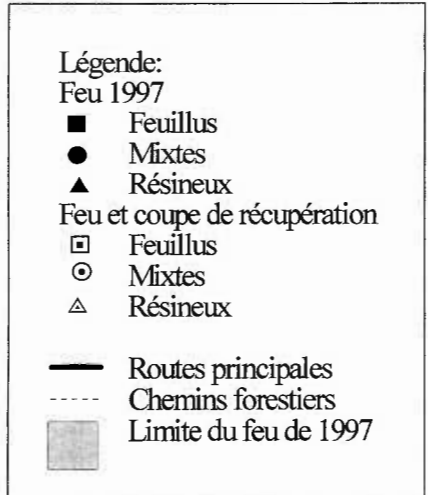 Légende:
Feu 1997
Feuillus
Mixtes
Résineux
Feu et coupe de récupération
Feuillus
Mixtes
Résineux
Routes principales
Chemins forestiers
Limite du feu de 1997